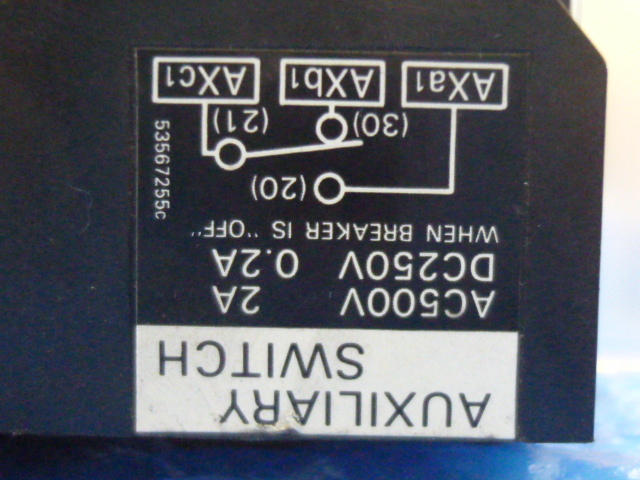 AUXILIARY
SWITCH
AC500V 2A
DC250V 0.2A
WHEN BREAKER IS "OFF"
(20)
(30) (21)
AXa1 AXb1 AXc1
53567255c